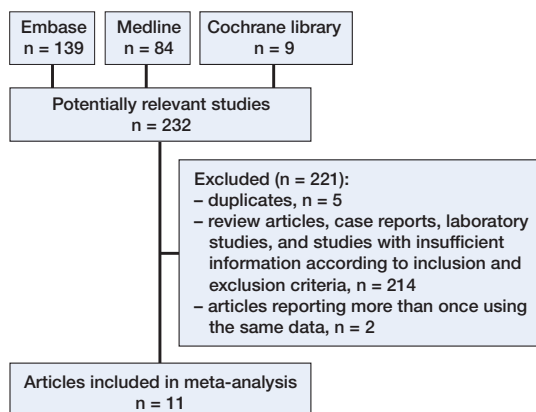 Embase
n = 139
Medline
n = 84
Cochrane library
n = 9
Potentially relevant studies
n = 232
Excluded (n = 221):
– duplicates, n = 5
– review articles, case reports, laboratory
studies, and studies with insufficient
information according to inclusion and
exclusion criteria, n = 214
– articles reporting more than once using
the same data, n = 2
Articles included in meta-analysis
n = 11